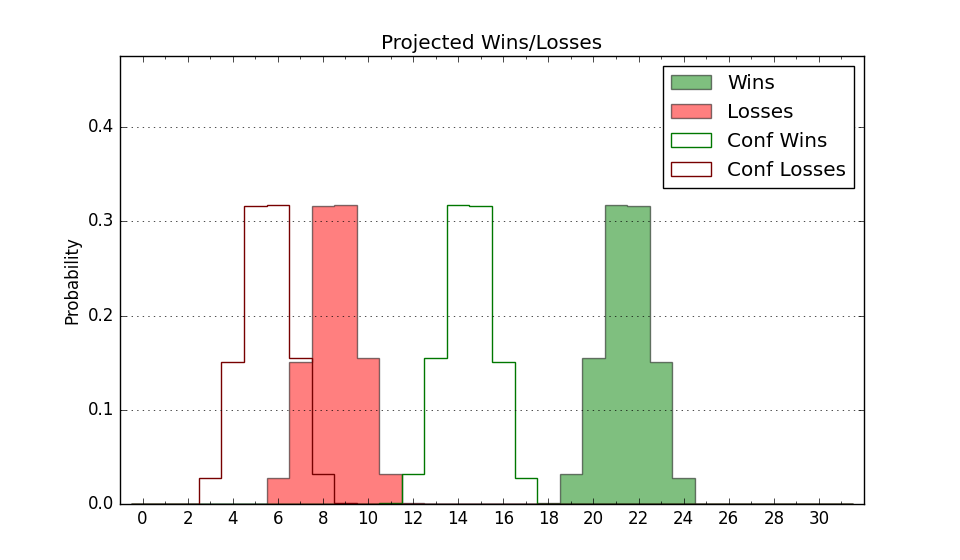 Projected Wins/Losses
Wins
Losses
Conf Wins
Conf Losses
Probability
0.4
0.3
0.2
0.1
0.0
0 2 4 6 8 10 12 14 16 18 20 22 24 26 28 30